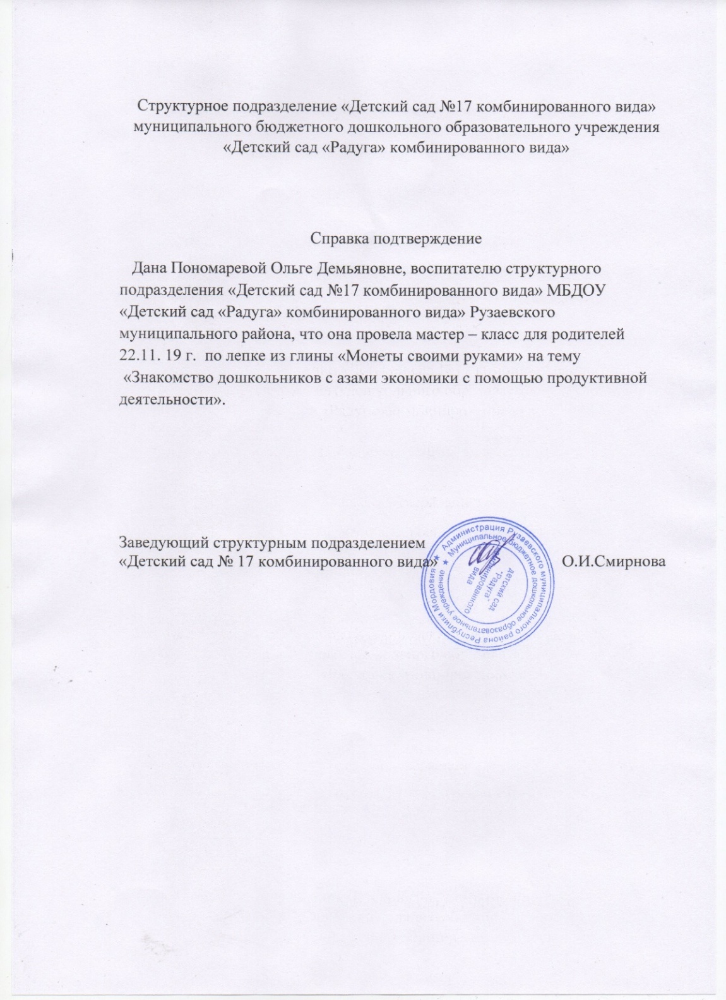 Структурное подразделение «Детский сад №17 комбинированного вида»
муниципального бюджетного дошкольного образовательного учреждения
«Детский сад «Радуга» комбинированного вида»
Справка подтверждение
Дана Пономаревой Ольге Демьяновне, воспитателю структурного
подразделения «Детский сад №17 комбинированного вида» МБДОУ
«Детский сад «Радуга» комбинированного вида» Рузаевского
муниципального района, что она провела мастер – класс для родителей
22.11. 19 г.  по лепке из глины «Монеты своими руками» на тему
«Знакомство дошкольников с азами экономики с помощью продуктивной
деятельности».
Заведующий структурным подразделением
«Детский сад № 17 комбинированного вида» О.И.Смирнова
★ Администрация Рузаевского муниципального района Республики Мордовия
★ Муниципальное бюджетное дошкольное образовательное учреждение
детский сад
"Радуга"
комбинированного
вида